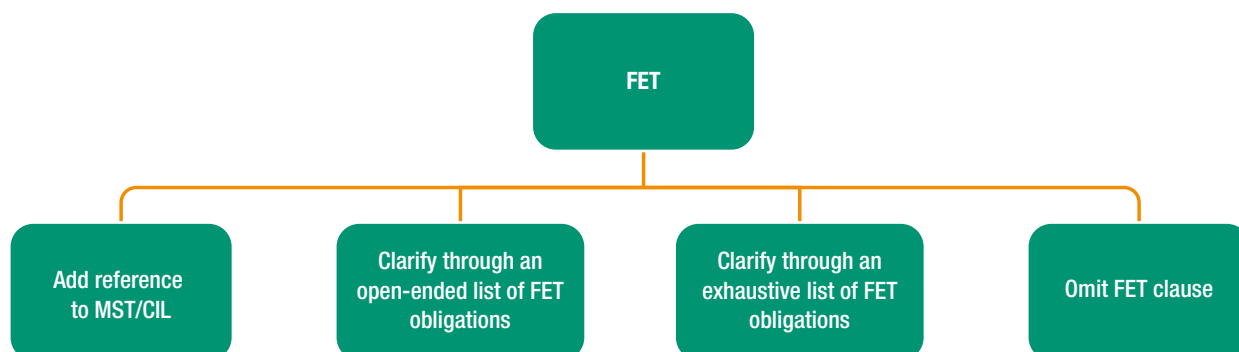 FET
Add reference
to MST/CIL
Clarify through an
open-ended list of FET
obligations
Clarify through an
exhaustive list of FET
obligations
Omit FET clause